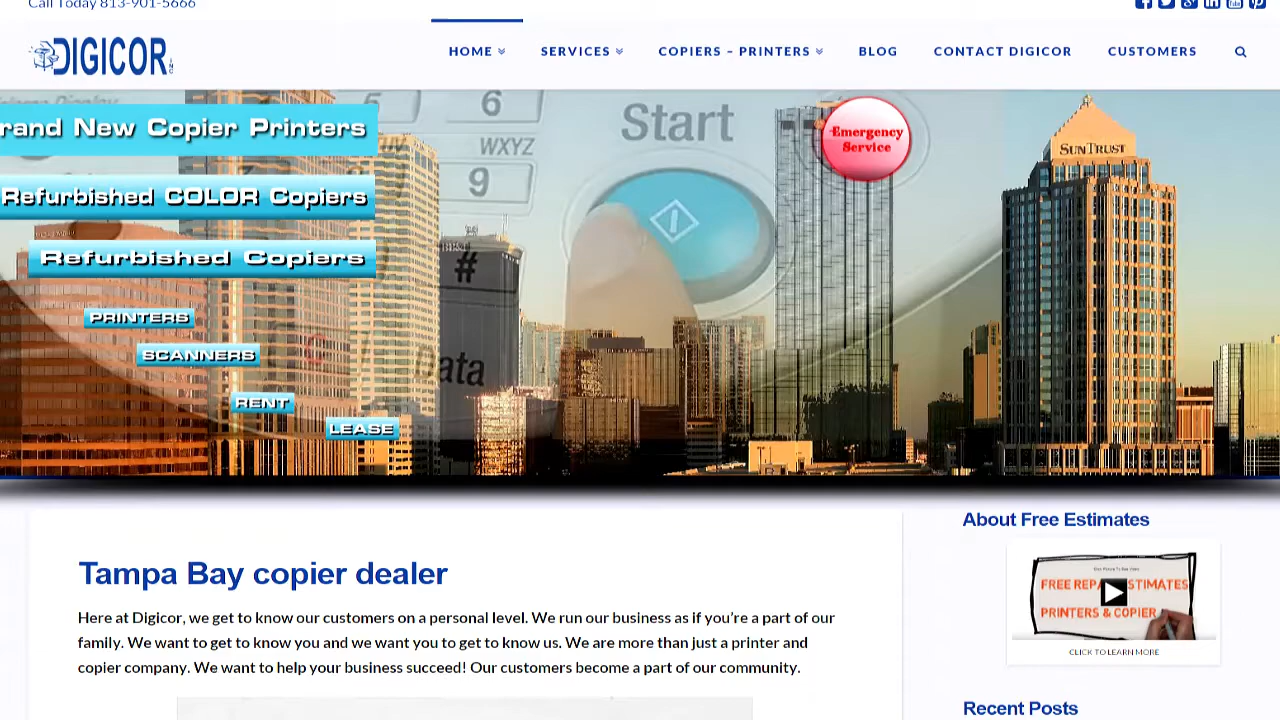 Call Today 813-901-5666
DIGICOR INC
HOME
SERVICES
COPIERS – PRINTERS
BLOG
CONTACT DIGICOR
CUSTOMERS
rand New Copier Printers
Refurbished COLOR Copiers
Refurbished Copiers
PRINTERS
SCANNERS
RENT
LEASE
5
6
WXYZ
9
#
Data
Start
Emergency
Service
SUNTRUST
Tampa Bay copier dealer
Here at Digicor, we get to know our customers on a personal level. We run our business as if you’re a part of our
family. We want to get to know you and we want you to get to know us. We are more than just a printer and
copier company. We want to help your business succeed! Our customers become a part of our community.
About Free Estimates
FREE REPA STIMATES
PRINTERS & COPIER
CLICK TO LEARN MORE
Recent Posts